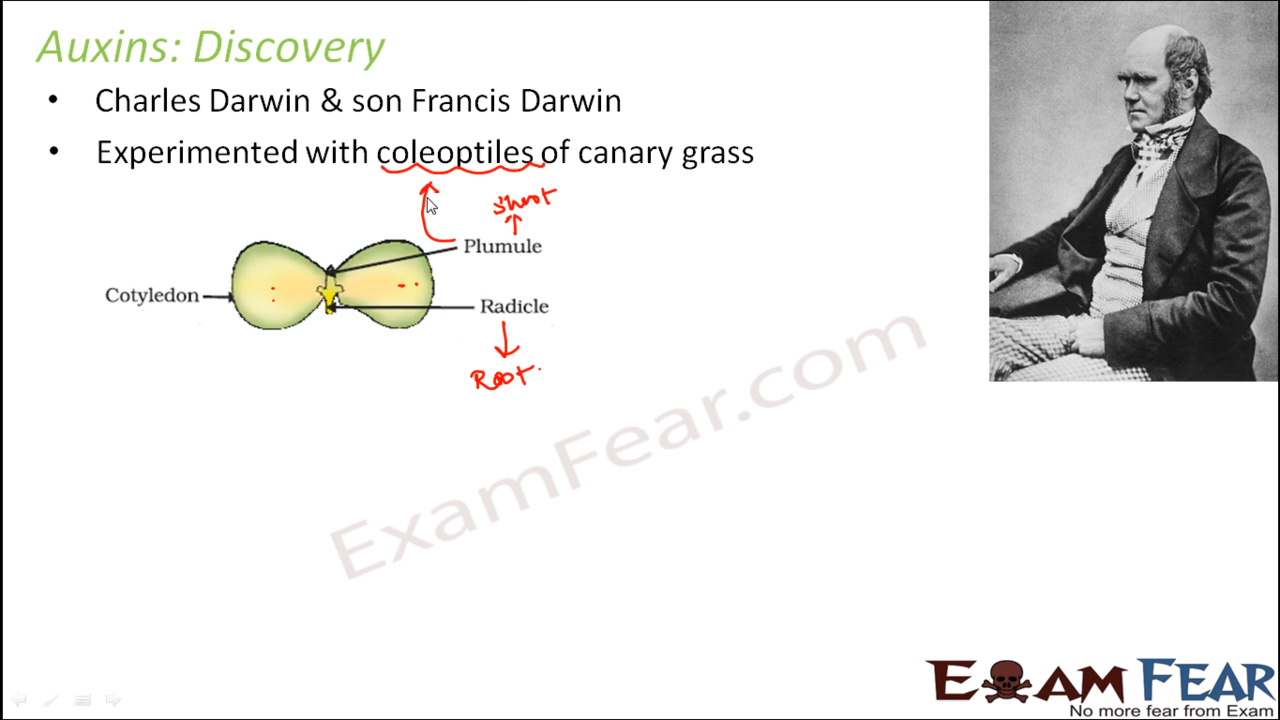 Auxins: Discovery
• Charles Darwin & son Francis Darwin
• Experimented with coleoptiles of canary grass
Shoot
Plumule
Cotyledon
Radicle
Root.
ExamFear.com
EXAM FEAR
No more fear from Exam